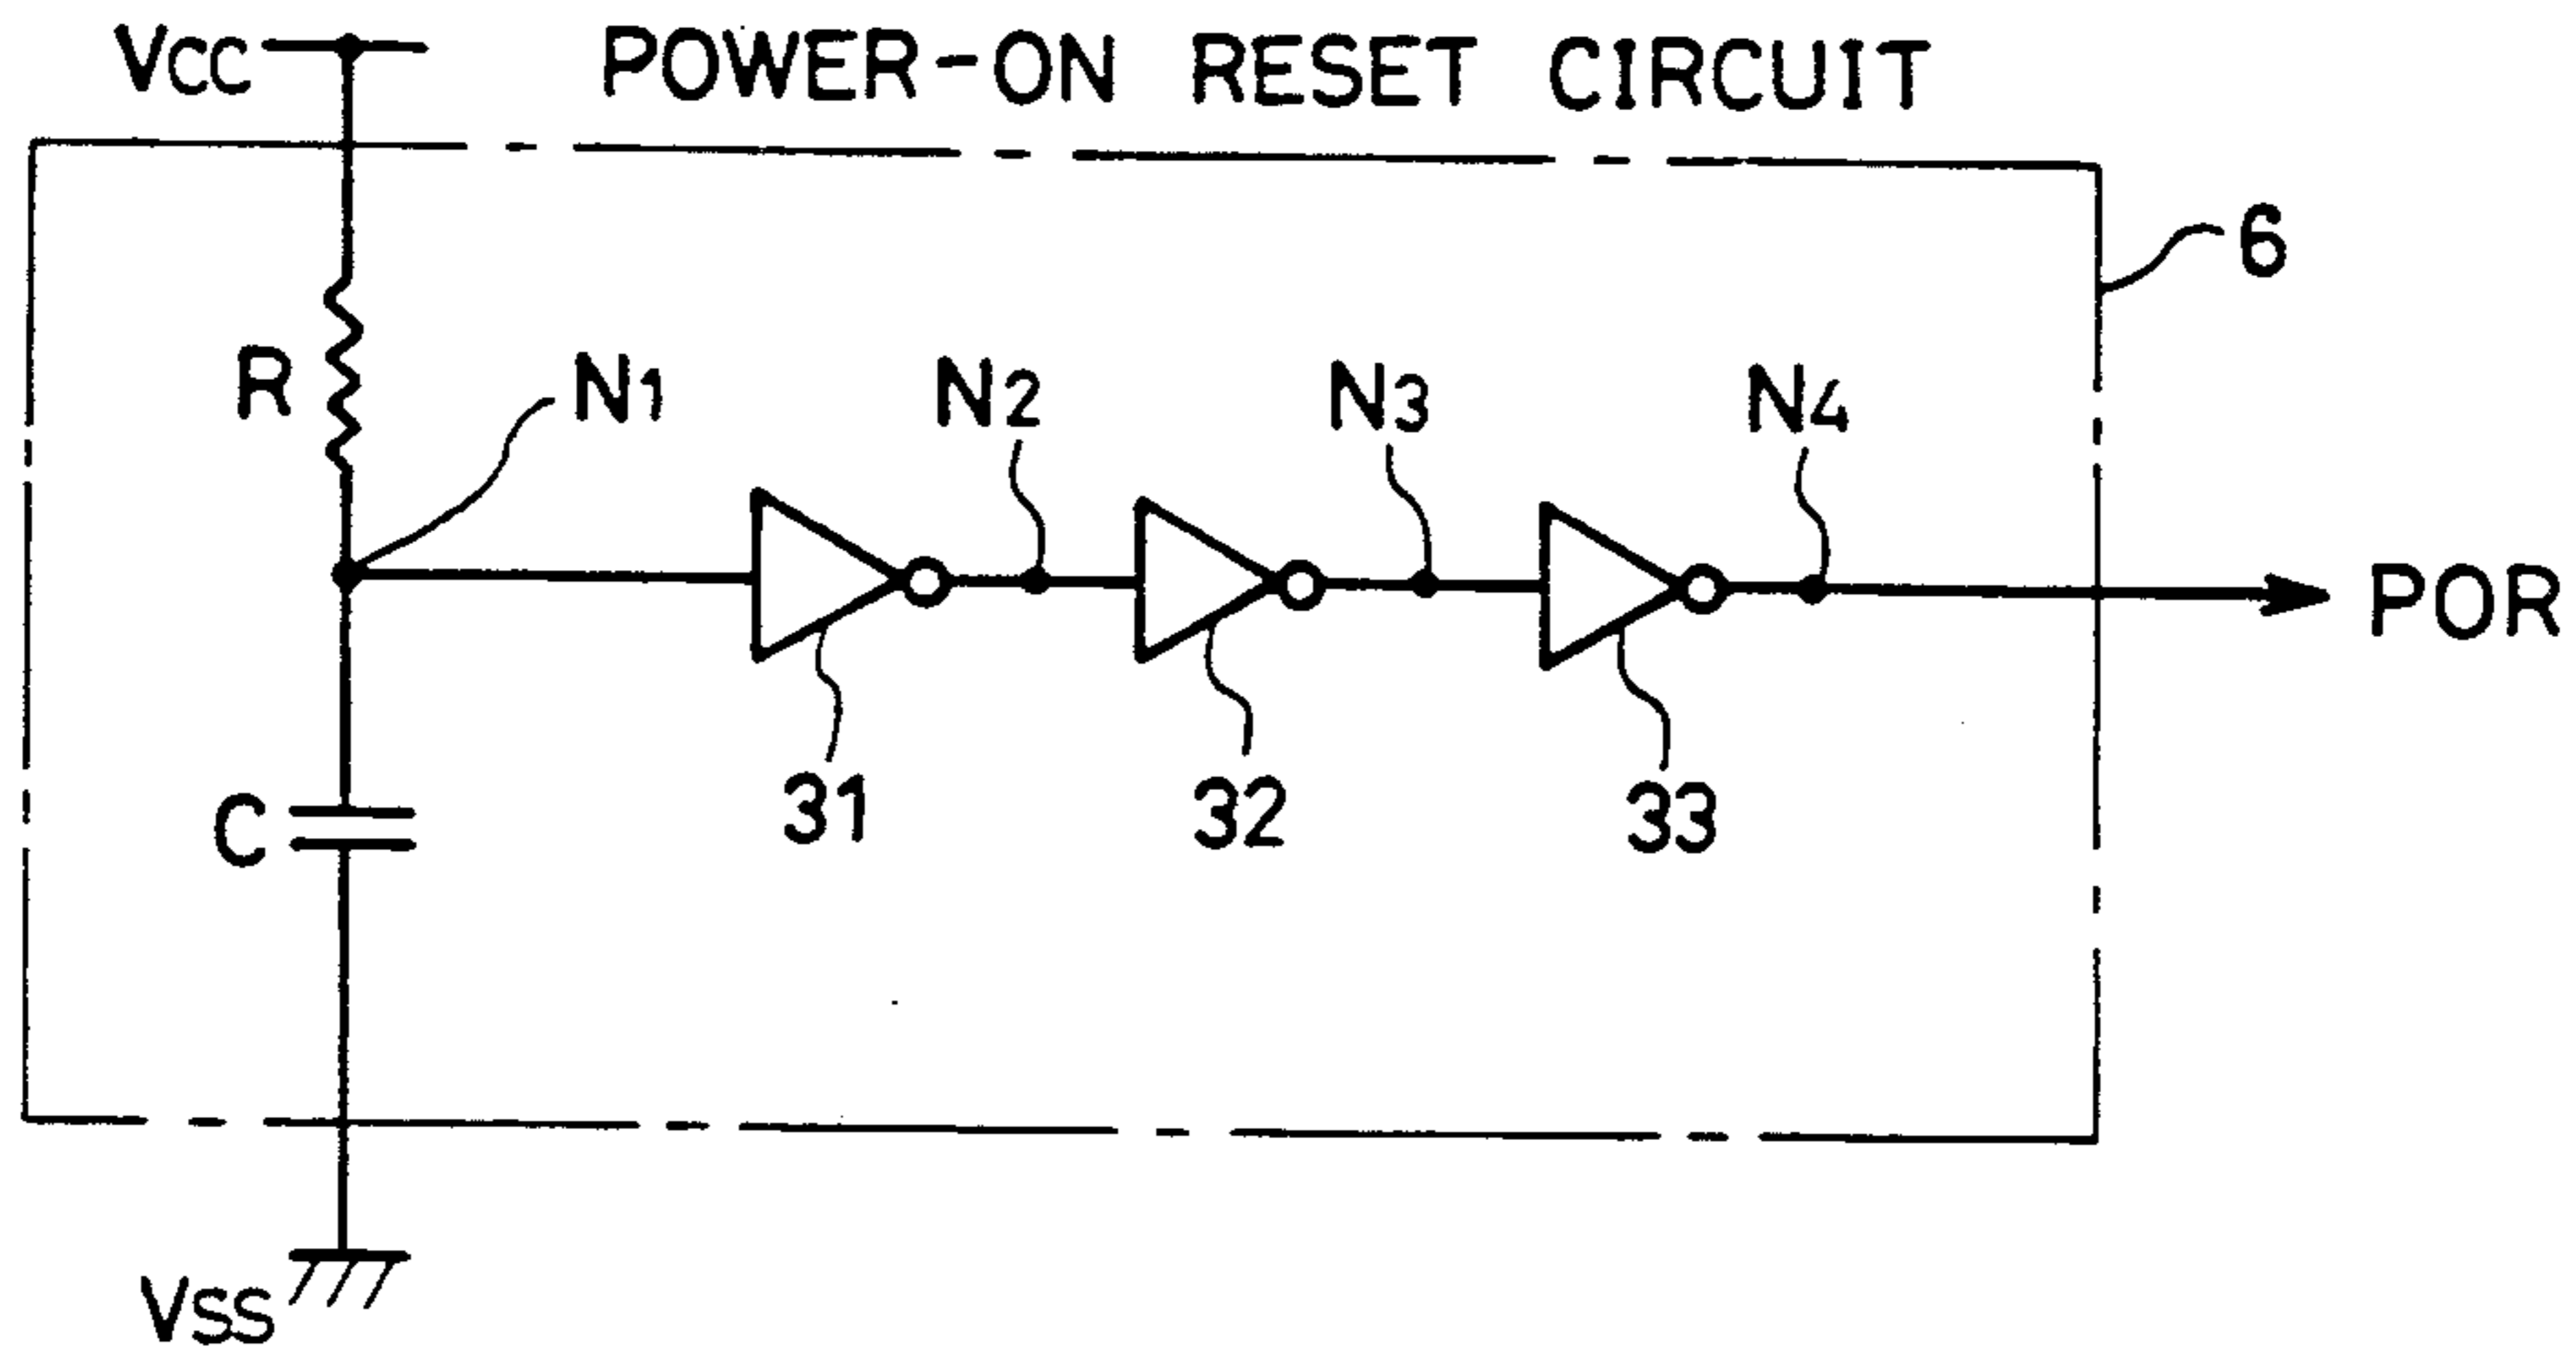 VCC
POWER-ON RESET CIRCUIT
6
R
N1
N2
N3
N4
POR
31
32
33
C
VSS